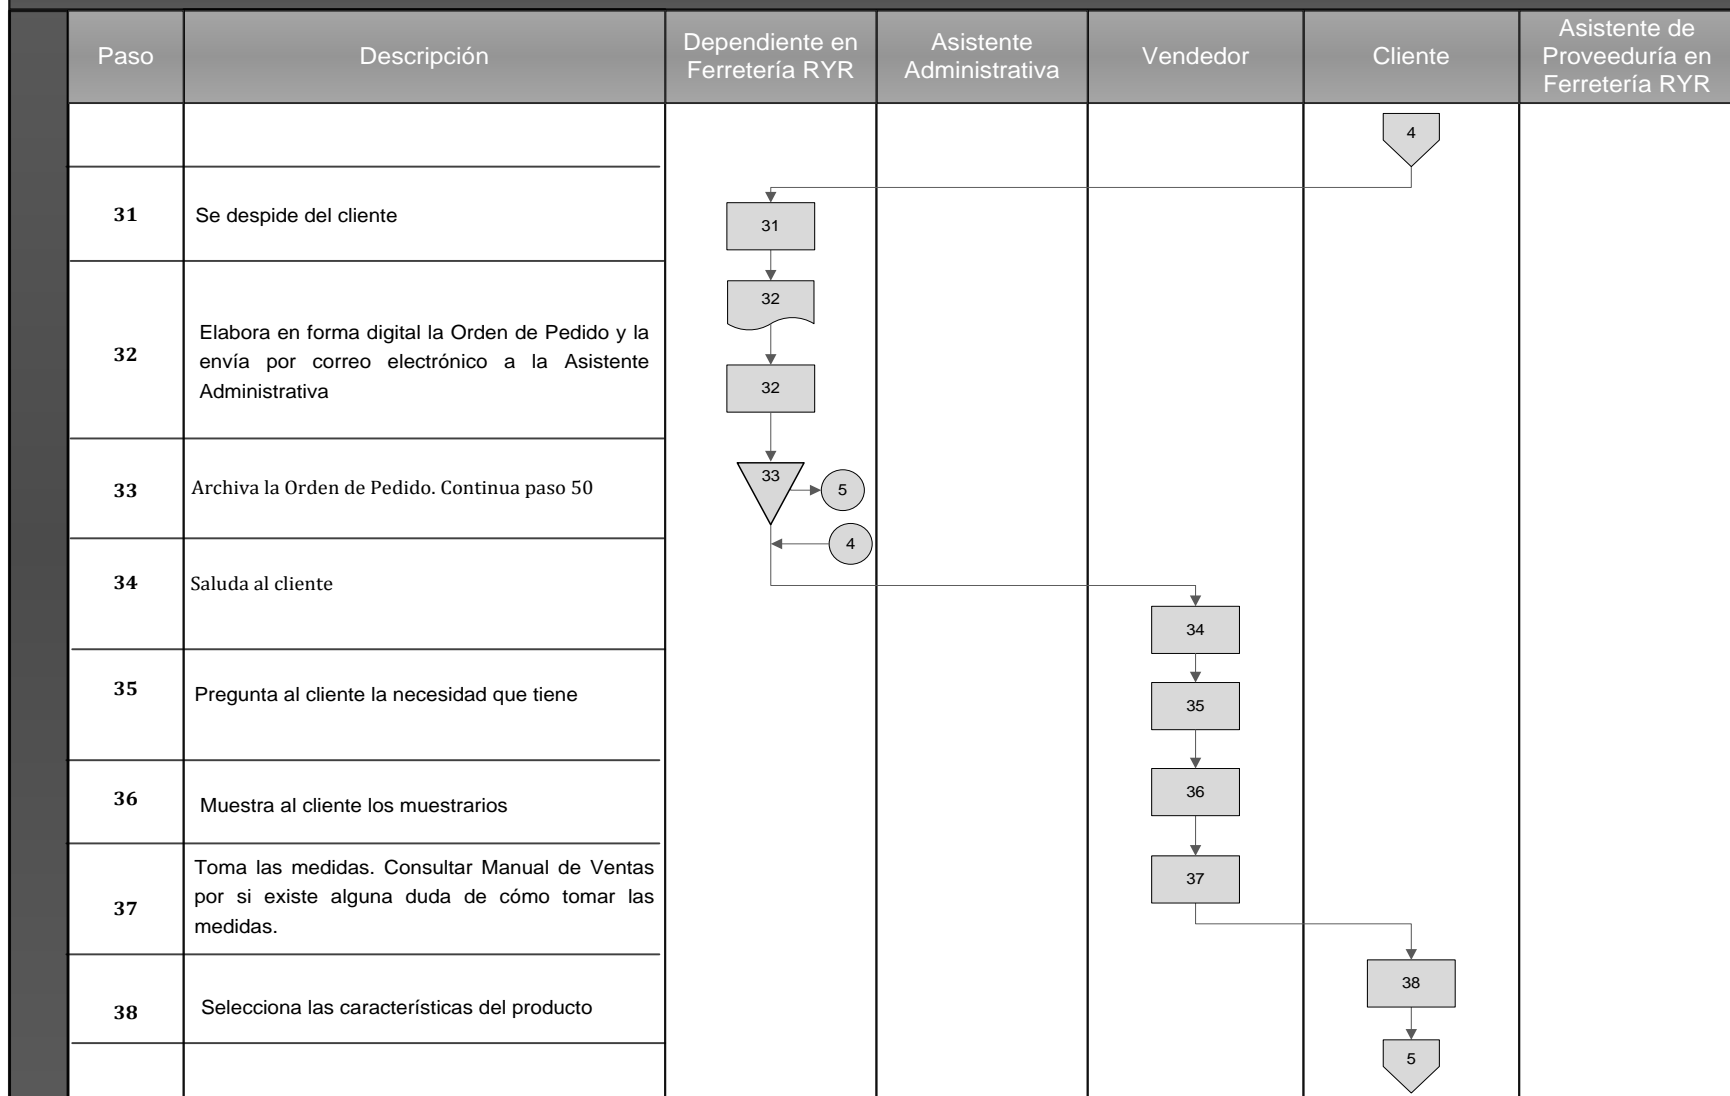 Paso
Descripción
Dependiente en
Ferretería RYR
Asistente
Administrativa
Vendedor
Cliente
Asistente de
Proveeduría en
Ferretería RYR
4
31
Se despide del cliente
31
32
Elabora en forma digital la Orden de Pedido y la
envía por correo electrónico a la Asistente
Administrativa
32
32
33
Archiva la Orden de Pedido. Continua paso 50
33
5
4
34
Saluda al cliente
34
35
Pregunta al cliente la necesidad que tiene
35
36
Muestra al cliente los muestrarios
36
37
Toma las medidas. Consultar Manual de Ventas
por si existe alguna duda de cómo tomar las
medidas.
37
38
Selecciona las característícas del producto
38
5